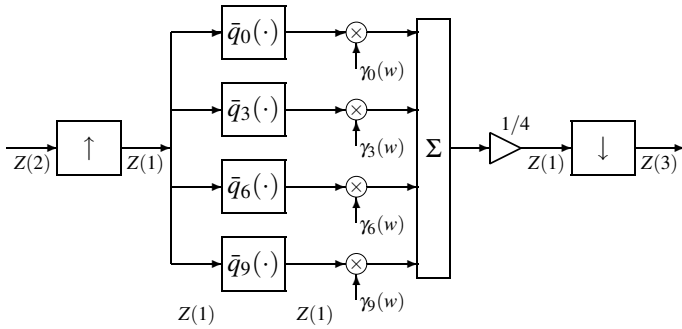 q̄₀(·)
γ₀(w)
q̄₃(·)
γ₃(w)
1/4
Z(2)
↑
Z(1)
Σ
Z(1)
↓
Z(3)
q̄₆(·)
γ₆(w)
q̄₉(·)
γ₉(w)
Z(1)
Z(1)